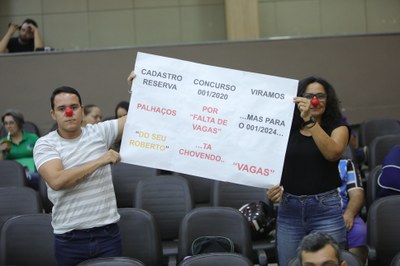 CADASTRO
RESERVA
PALHAÇOS
"DO SEU
ROBERTO"
CONCURSO
001/2020
POR
"FALTA DE
VAGAS"
...TA
CHOVENDO..
VIRAMOS
...MAS PARA
O 001/2024...
"VAGAS"